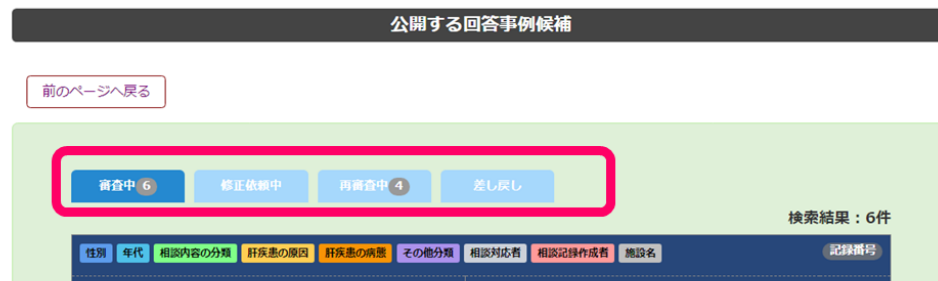 公開する回答事例候補
前のページへ戻る
審査中 6 修正依頼中 再審査中 4 差し戻し
検索結果：6件
性別 年代 相談内容の分類 肝疾患の原因 肝疾患の病態 その他分類 相談対応者 相談記録作成者 施設名 記録番号